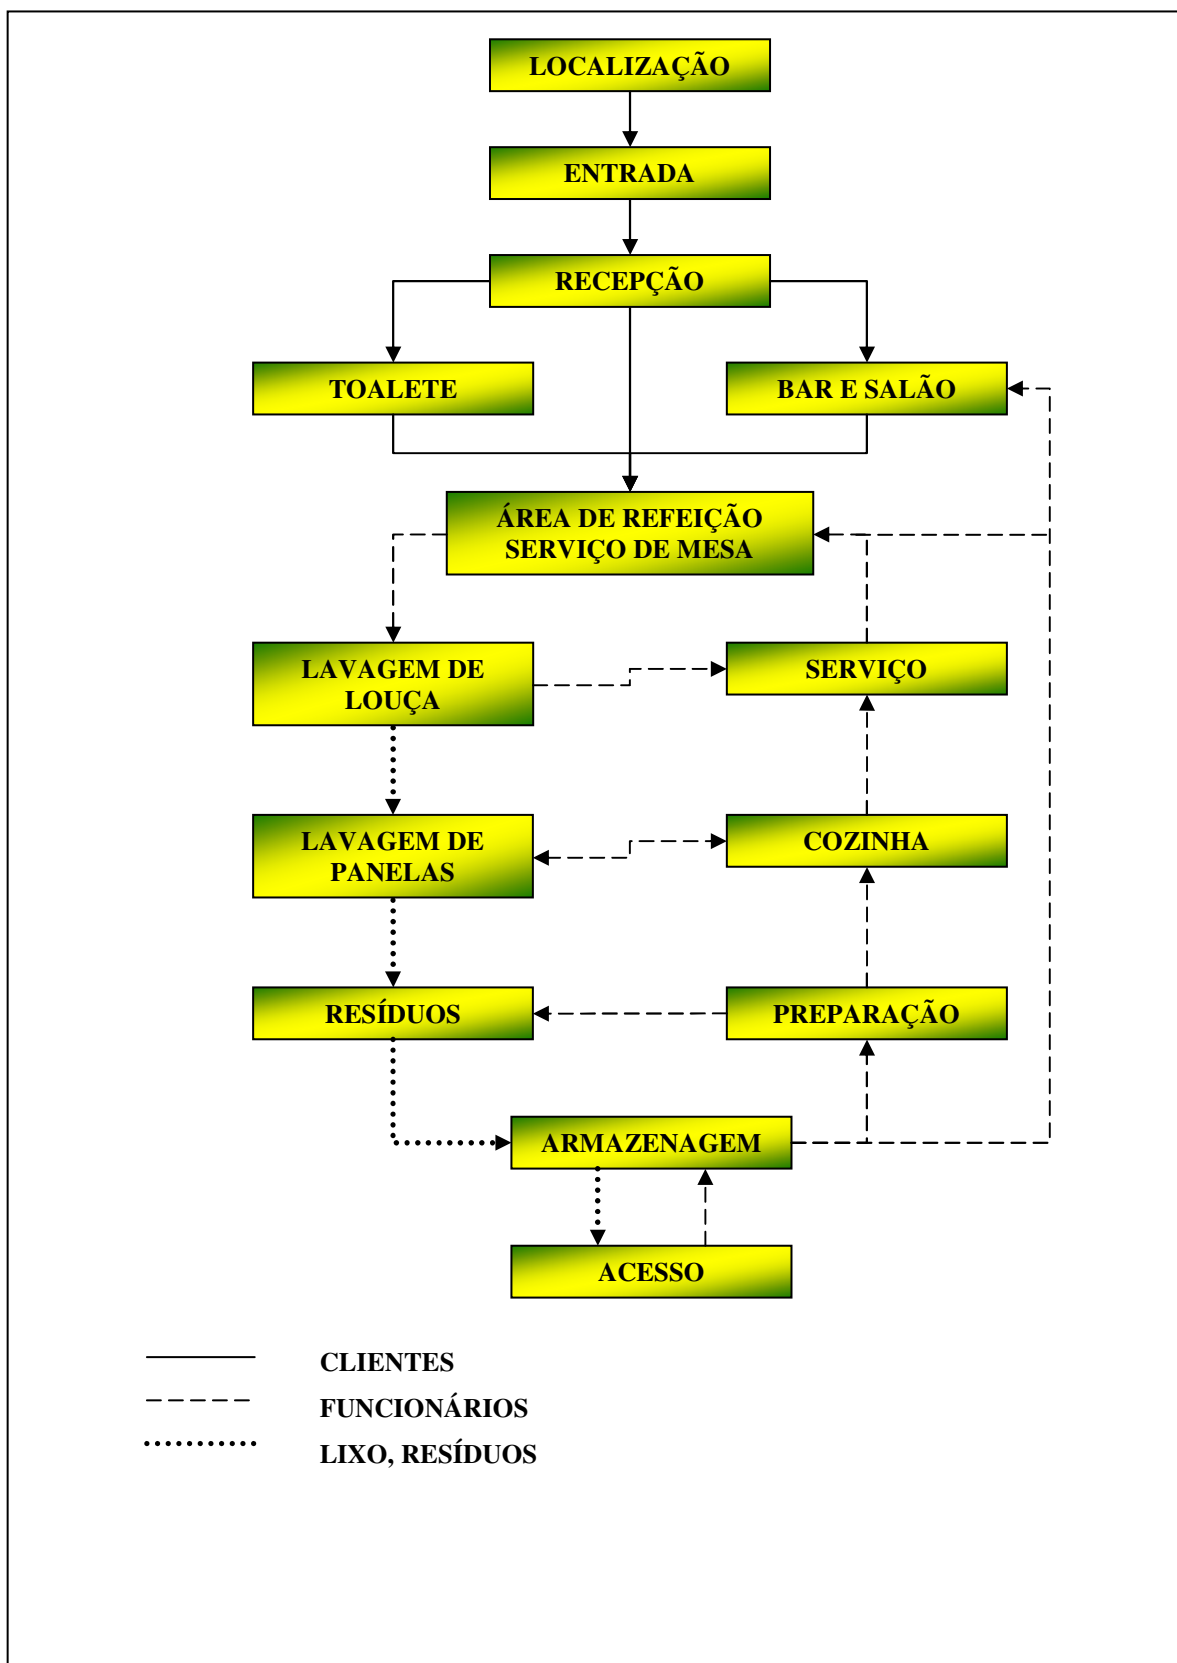 LOCALIZAÇÃO
ENTRADA
RECEPÇÃO
TOALETE
BAR E SALÃO
ÁREA DE REFEIÇÃO
SERVIÇO DE MESA
LAVAGEM DE
LOUÇA
SERVIÇO
LAVAGEM DE
PANELAS
COZINHA
RESÍDUOS
PREPARAÇÃO
ARMAZENAGEM
ACESSO
CLIENTES
FUNCIONÁRIOS
LIXO, RESÍDUOS